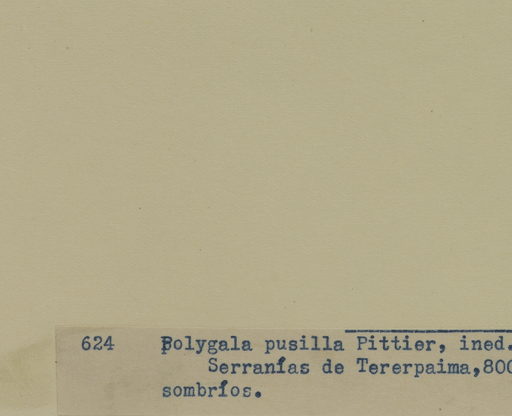 624 Polygala pusilla Pittier, ined.
Serranías de Tererpaima,800
sombríos.